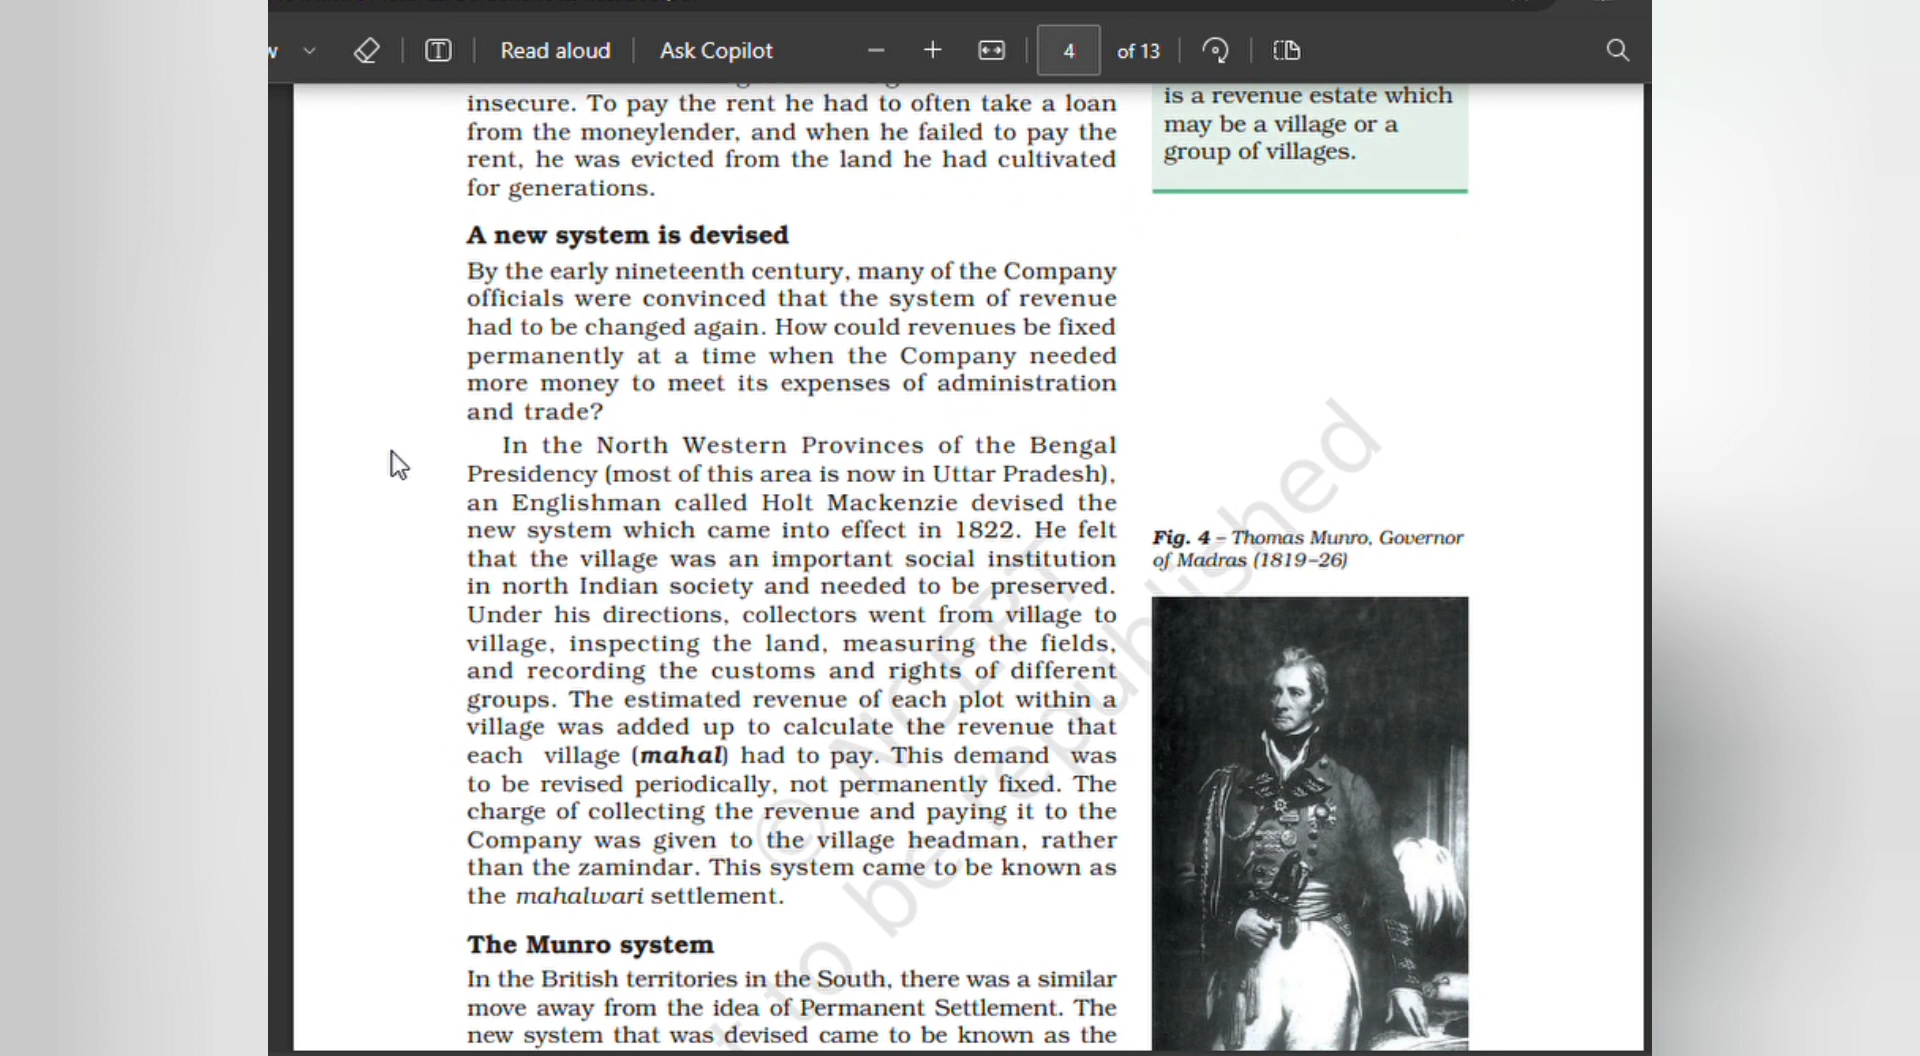 Read aloud
Ask Copilot
4
of 13
insecure. To pay the rent he had to often take a loan
from the moneylender, and when he failed to pay the
rent, he was evicted from the land he had cultivated
for generations.
is a revenue estate which
may be a village or a
group of villages.
A new system is devised
By the early nineteenth century, many of the Company
officials were convinced that the system of revenue
had to be changed again. How could revenues be fixed
permanently at a time when the Company needed
more money to meet its expenses of administration
and trade?
In the North Western Provinces of the Bengal
Presidency (most of this area is now in Uttar Pradesh),
an Englishman called Holt Mackenzie devised the
new system which came into effect in 1822. He felt
that the village was an important social institution
in north Indian society and needed to be preserved.
Under his directions, collectors went from village to
village, inspecting the land, measuring the fields,
and recording the customs and rights of different
groups. The estimated revenue of each plot within a
village was added up to calculate the revenue that
each village (mahal) had to pay. This demand was
to be revised periodically, not permanently fixed. The
charge of collecting the revenue and paying it to the
Company was given to the village headman, rather
than the zamindar. This system came to be known as
the mahalwari settlement.
The Munro system
In the British territories in the South, there was a similar
move away from the idea of Permanent Settlement. The
new system that was devised came to be known as the
Fig. 4 – Thomas Munro, Governor
of Madras (1819–26)
© NCERT
to be republished